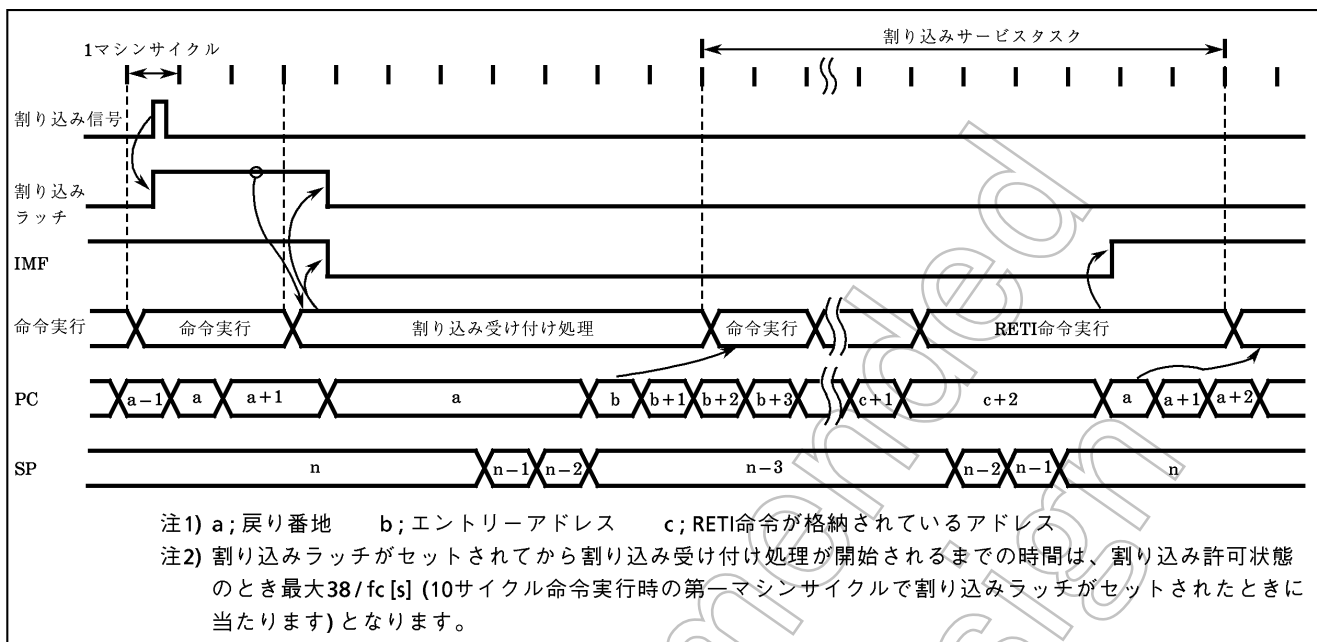 1マシンサイクル
割り込みサービスタスク
割り込み信号
割り込み
ラッチ
IMF
命令実行
命令実行
割り込み受け付け処理
命令実行
RETI命令実行
PC
a−1
a
a+1
a
b
b+1
b+2
b+3
c+1
c+2
a
a+1
a+2
SP
n
n−1
n−2
n−3
n−2
n−1
n
注1) a ; 戻り番地 b ; エントリーアドレス c ; RETI命令が格納されているアドレス
注2) 割り込みラッチがセットされてから割り込み受け付け処理が開始されるまでの時間は、割り込み許可状態
のとき最大38 / fc [s] (10サイクル命令実行時の第一マシンサイクルで割り込みラッチがセットされたときに
当たります) となります。
mended
sign